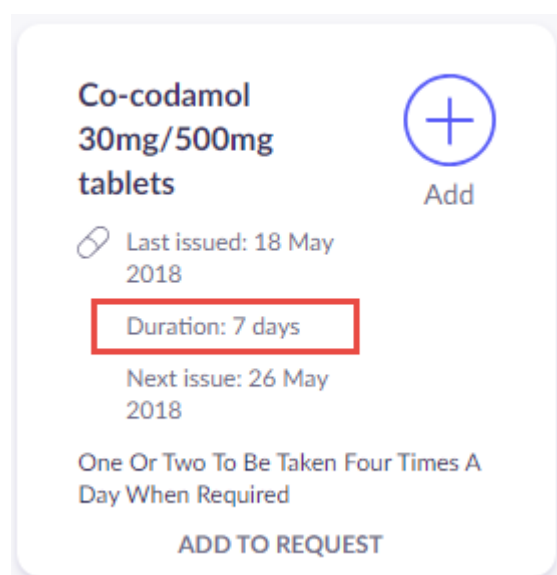 Co-codamol
30mg/500mg
tablets
Add
Last issued: 18 May
2018
Duration: 7 days
Next issue: 26 May
2018
One Or Two To Be Taken Four Times A
Day When Required
ADD TO REQUEST